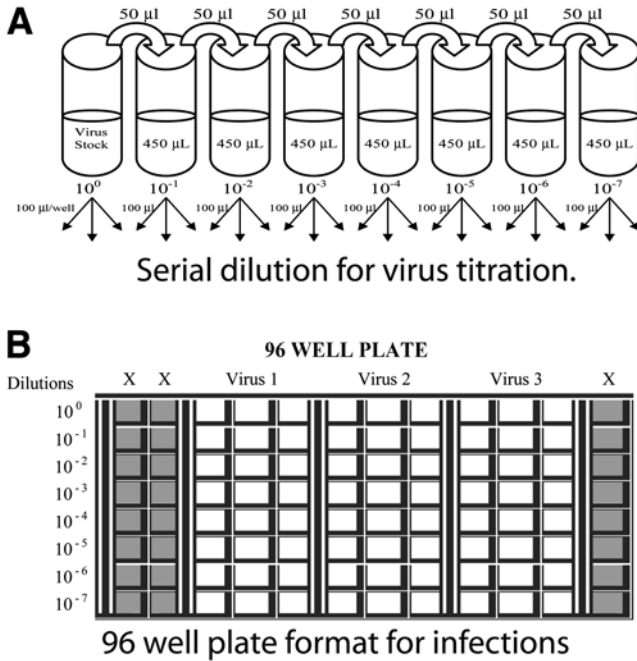 A
50 µl 50 µl 50 µl 50 µl 50 µl 50 µl 50 µl
Virus Stock 450 µL 450 µL 450 µL 450 µL 450 µL 450 µL 450 µL
10⁰ 10⁻¹ 10⁻² 10⁻³ 10⁻⁴ 10⁻⁵ 10⁻⁶ 10⁻⁷
100 µl/well 100 µl 100 µl 100 µl 100 µl 100 µl 100 µl 100 µl
Serial dilution for virus titration.
B
96 WELL PLATE
Dilutions X X Virus 1 Virus 2 Virus 3 X
10⁰
10⁻¹
10⁻²
10⁻³
10⁻⁴
10⁻⁵
10⁻⁶
10⁻⁷
96 well plate format for infections